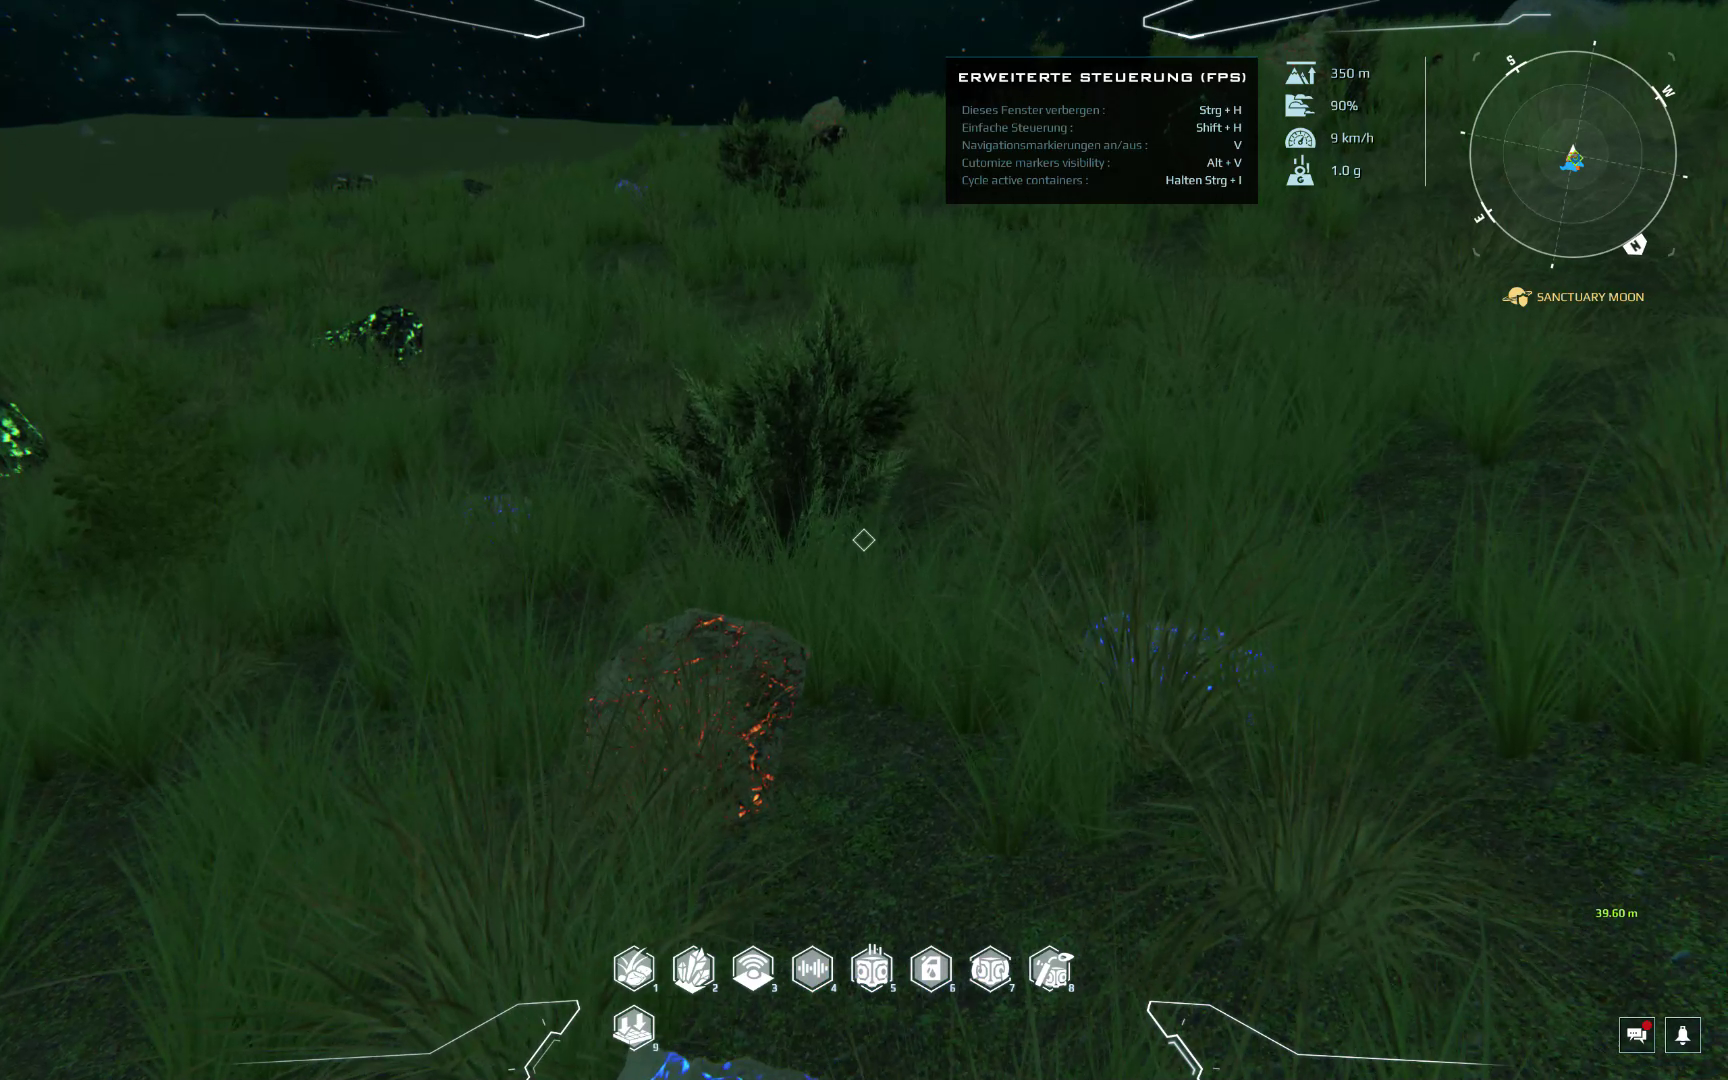 ERWEITERTE STEUERUNG (FPS)
Dieses Fenster verbergen : Strg + H
Einfache Steuerung : Shift + H
Navigationsmarkierungen an/aus : V
Cutomize markers visibility : Alt + V
Cycle active containers : Halten Strg + I
350 m
90%
9 km/h
G
1.0 g
S
W
E
N
SANCTUARY MOON
39.60 m
1 2 3 4 5 6 7 8
9